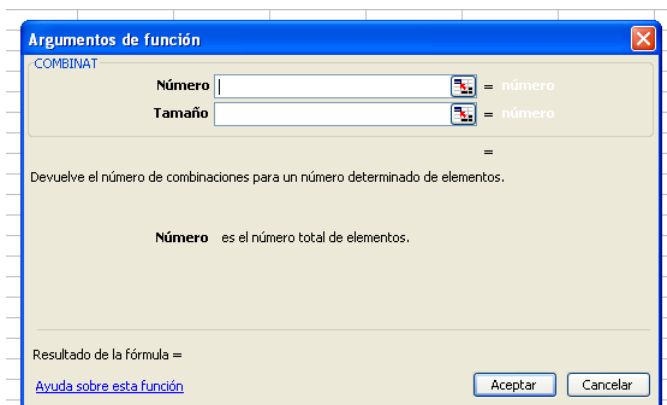 Argumentos de función
COMBINAT
Número = número
Tamaño = número
=
Devuelve el número de combinaciones para un número determinado de elementos.
Número es el número total de elementos.
Resultado de la fórmula =
Ayuda sobre esta función Aceptar Cancelar